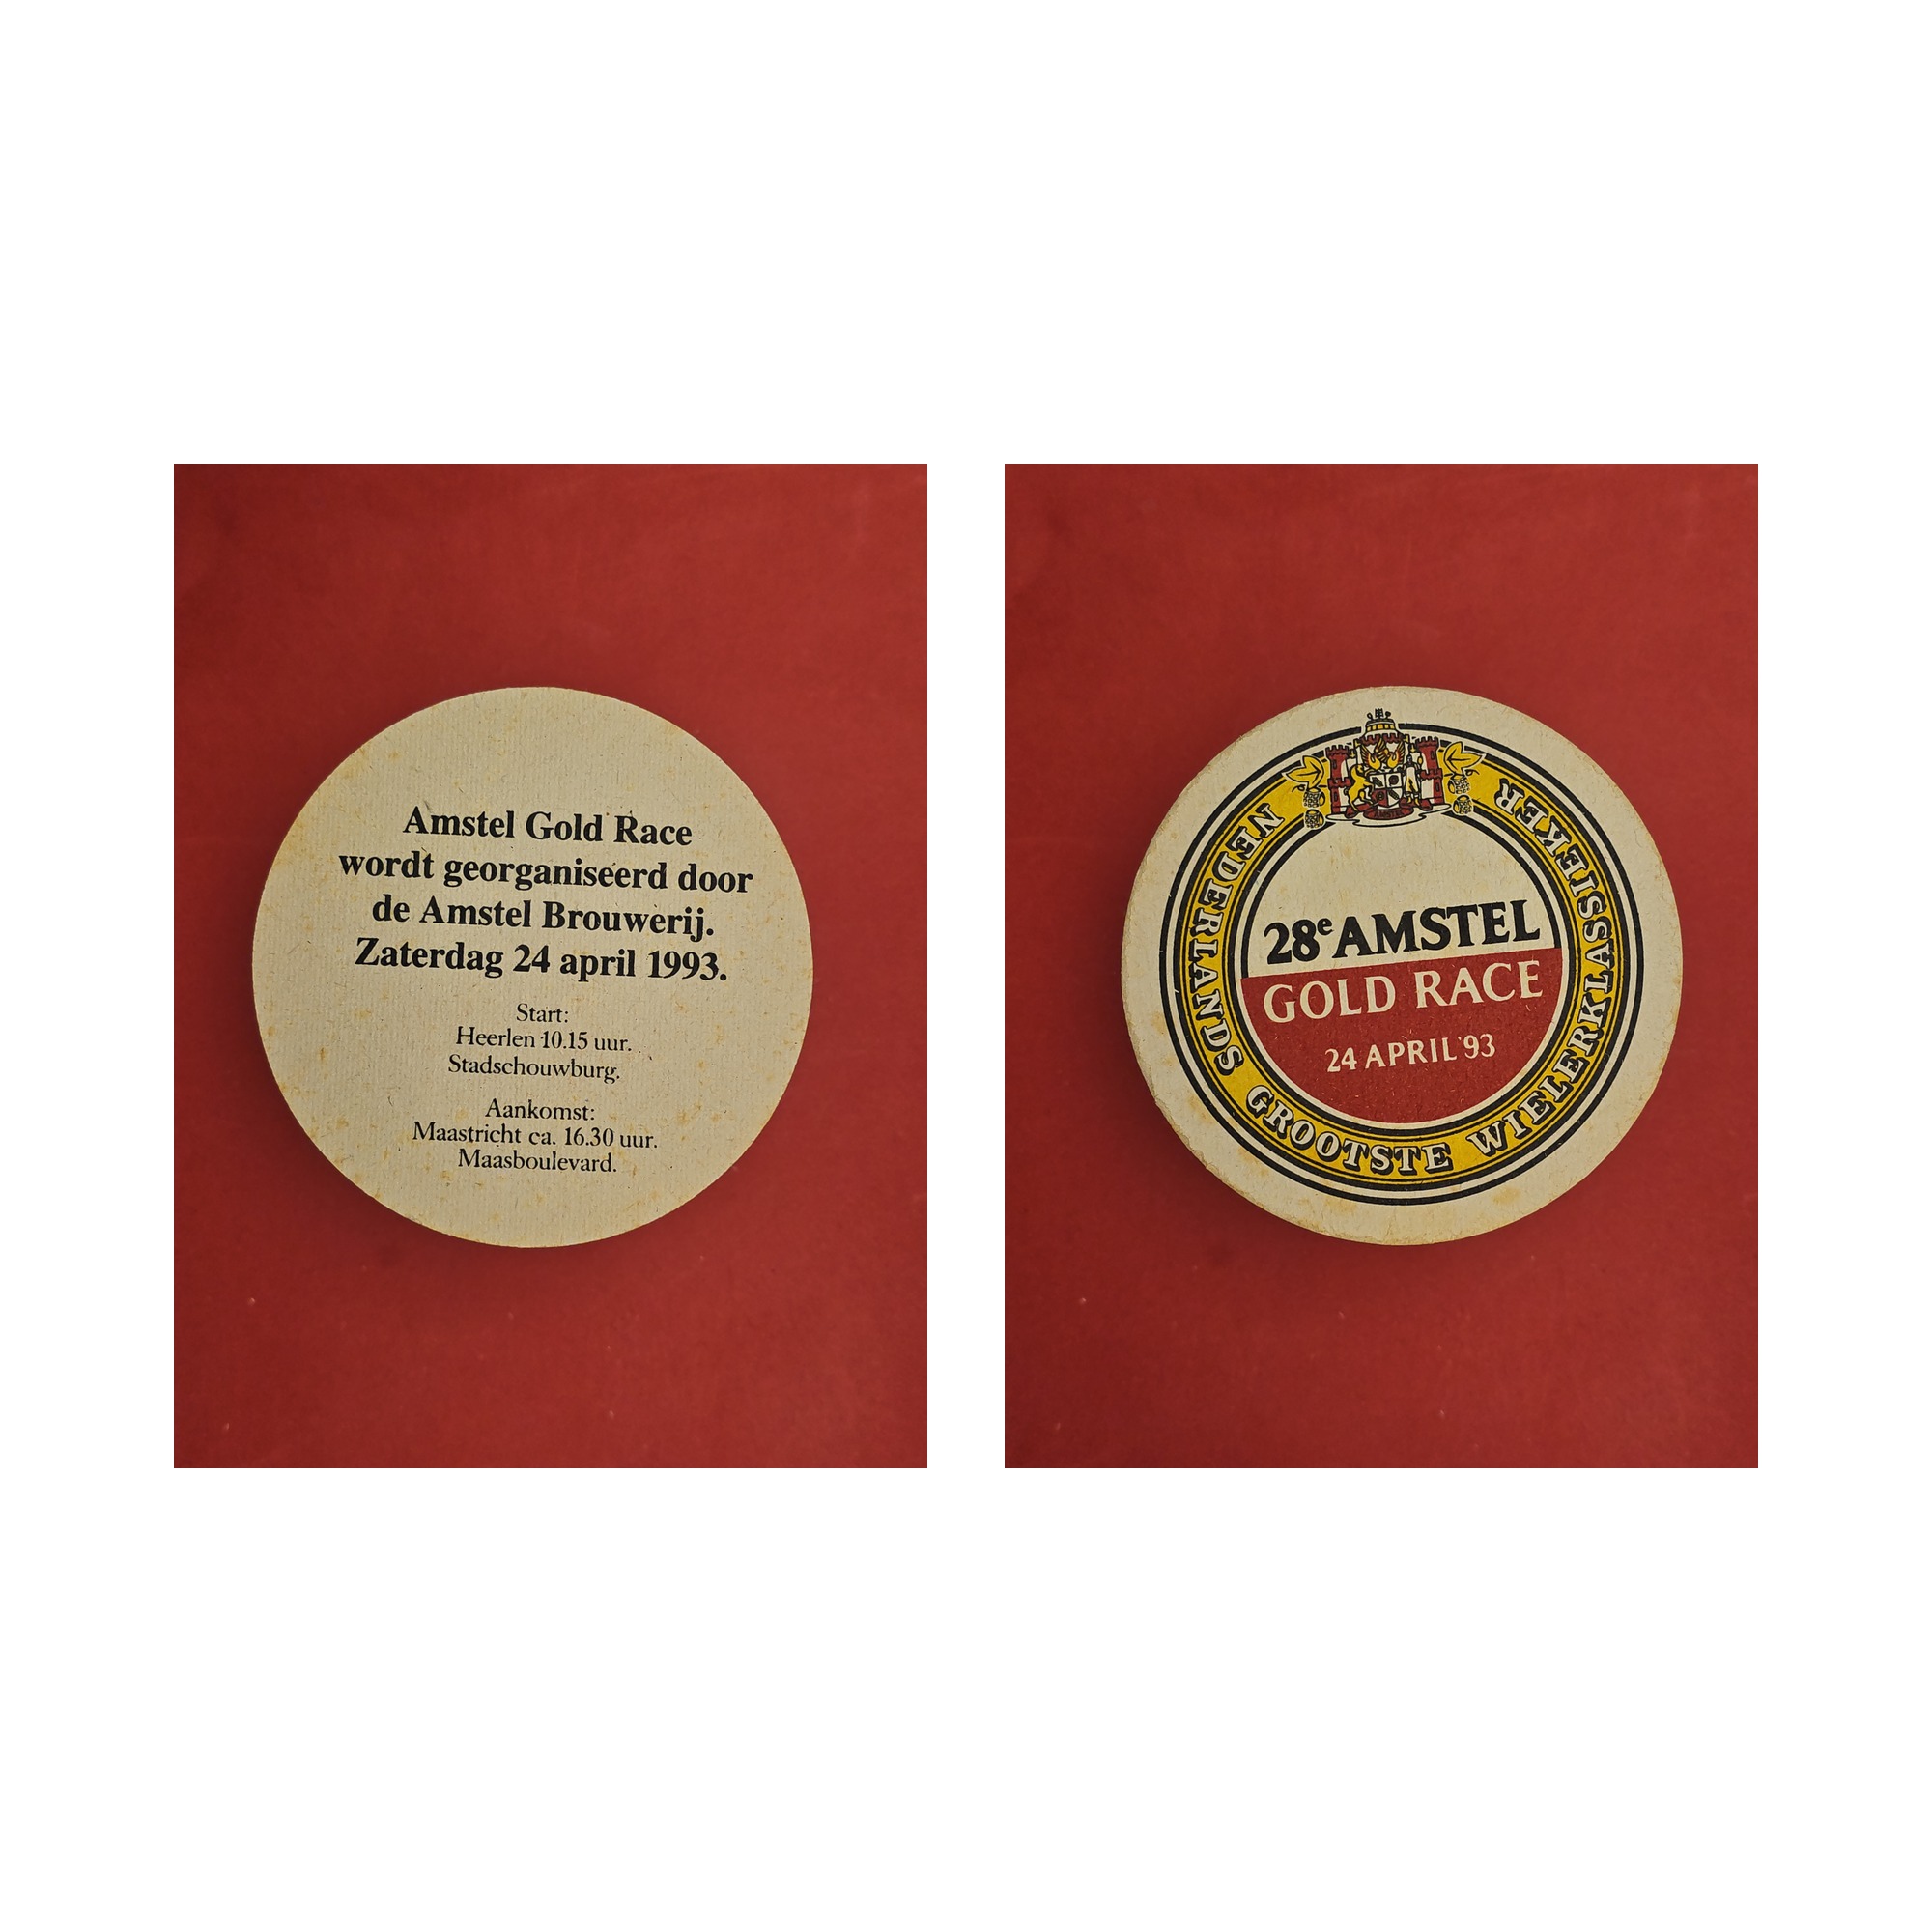 Amstel Gold Race
wordt georganiseerd door
de Amstel Brouwerij.
Zaterdag 24 april 1993.
Start:
Heerlen 10.15 uur.
Stadschouwburg.
Aankomst:
Maastricht ca. 16.30 uur.
Maasboulevard.
NEDERLANDS GROOTSTE WIELERKLASSIEKER
28e AMSTEL
GOLD RACE
24 APRIL '93